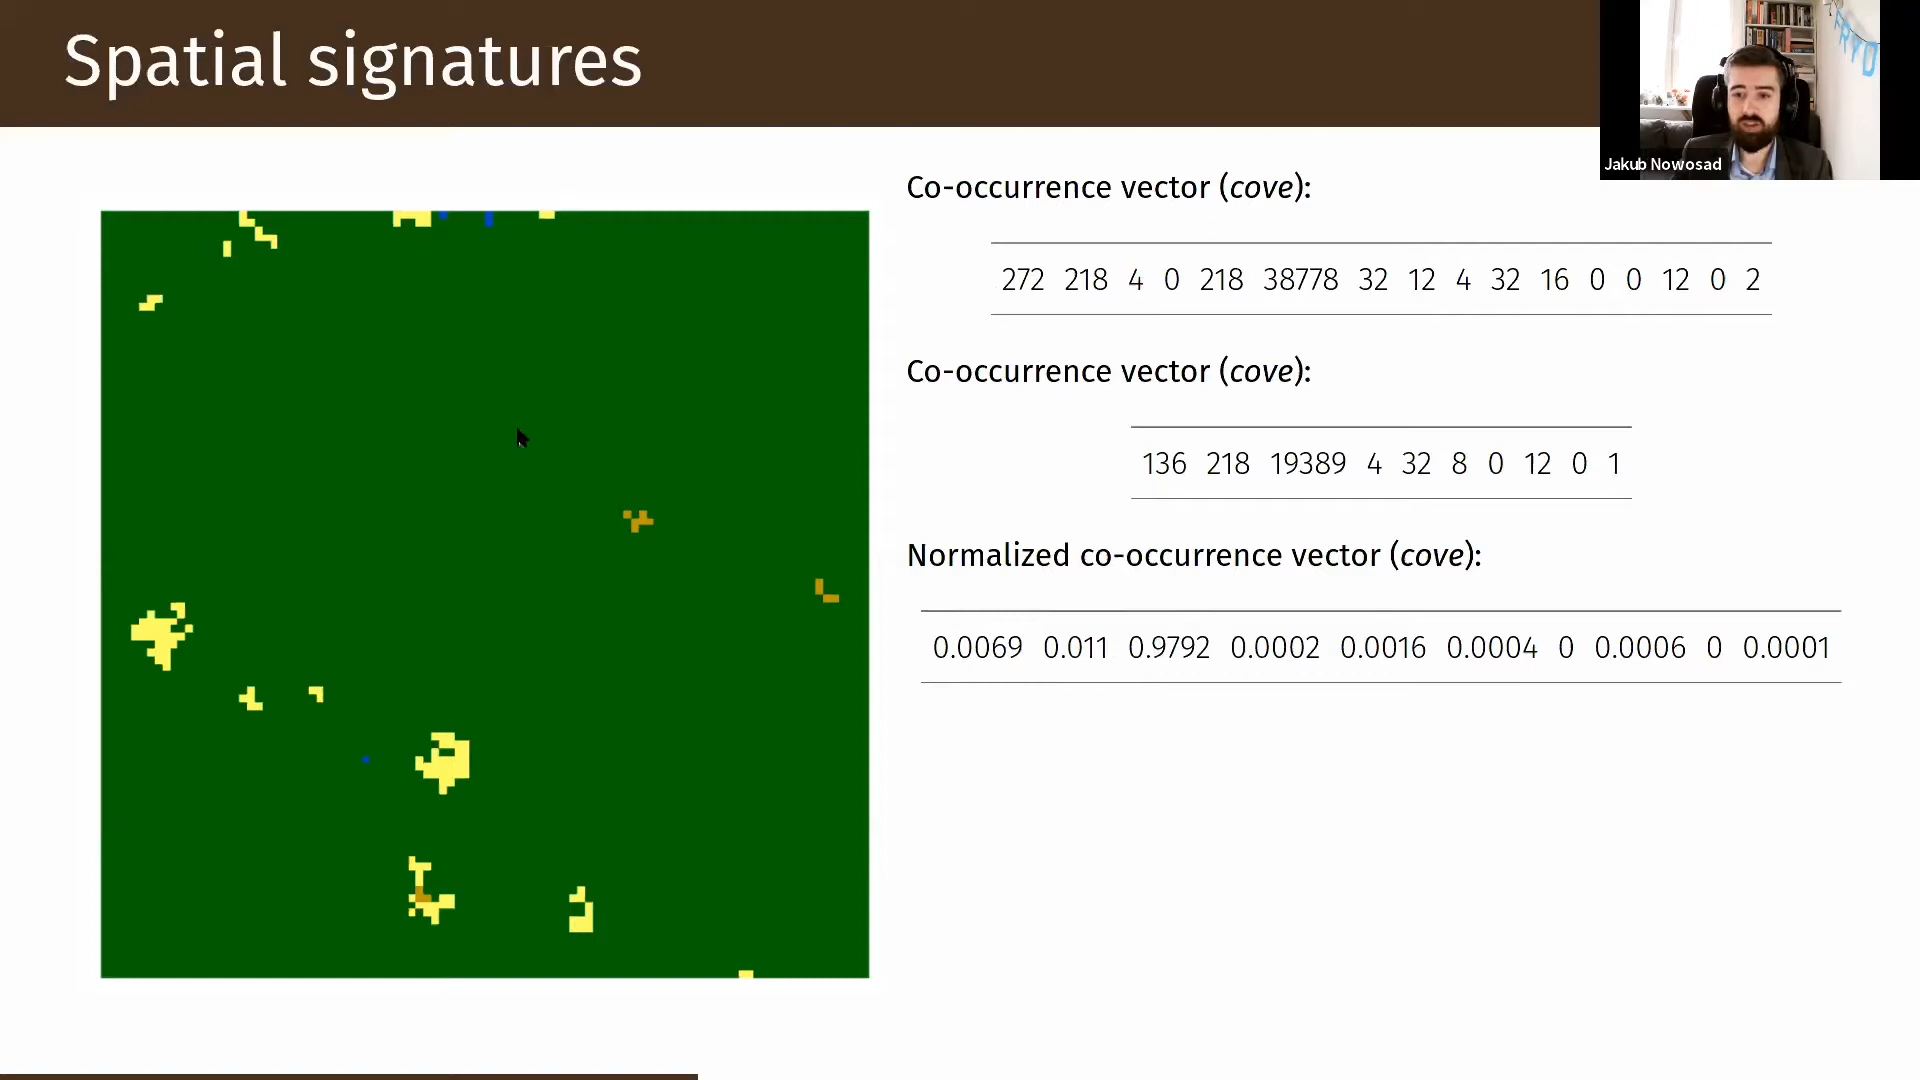 Spatial signatures
Jakub Nowosad
Co-occurrence vector (cove):
272 218 4 0 218 38778 32 12 4 32 16 0 0 12 0 2
Co-occurrence vector (cove):
136 218 19389 4 32 8 0 12 0 1
Normalized co-occurrence vector (cove):
0.0069 0.011 0.9792 0.0002 0.0016 0.0004 0 0.0006 0 0.0001